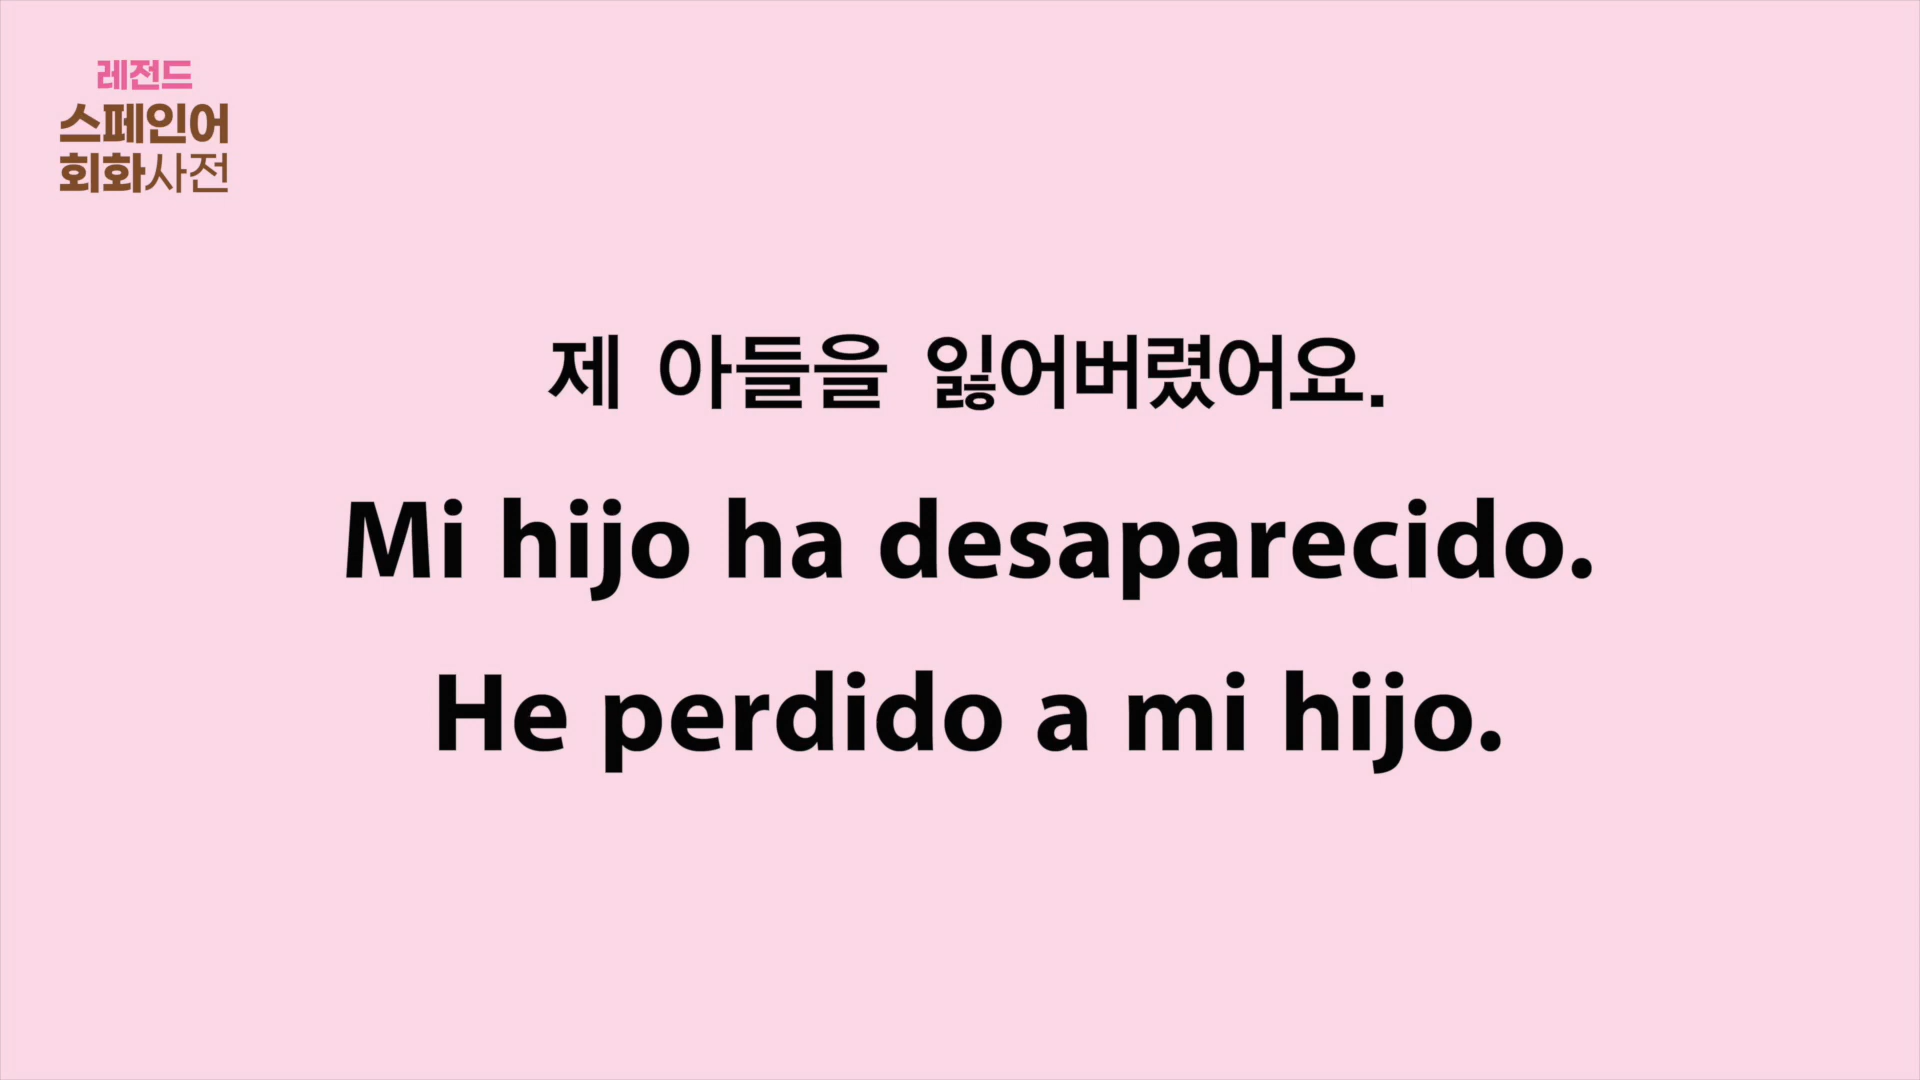 레전드
스페인어
회화사전
제 아들을 잃어버렸어요.
Mi hijo ha desaparecido.
He perdido a mi hijo.